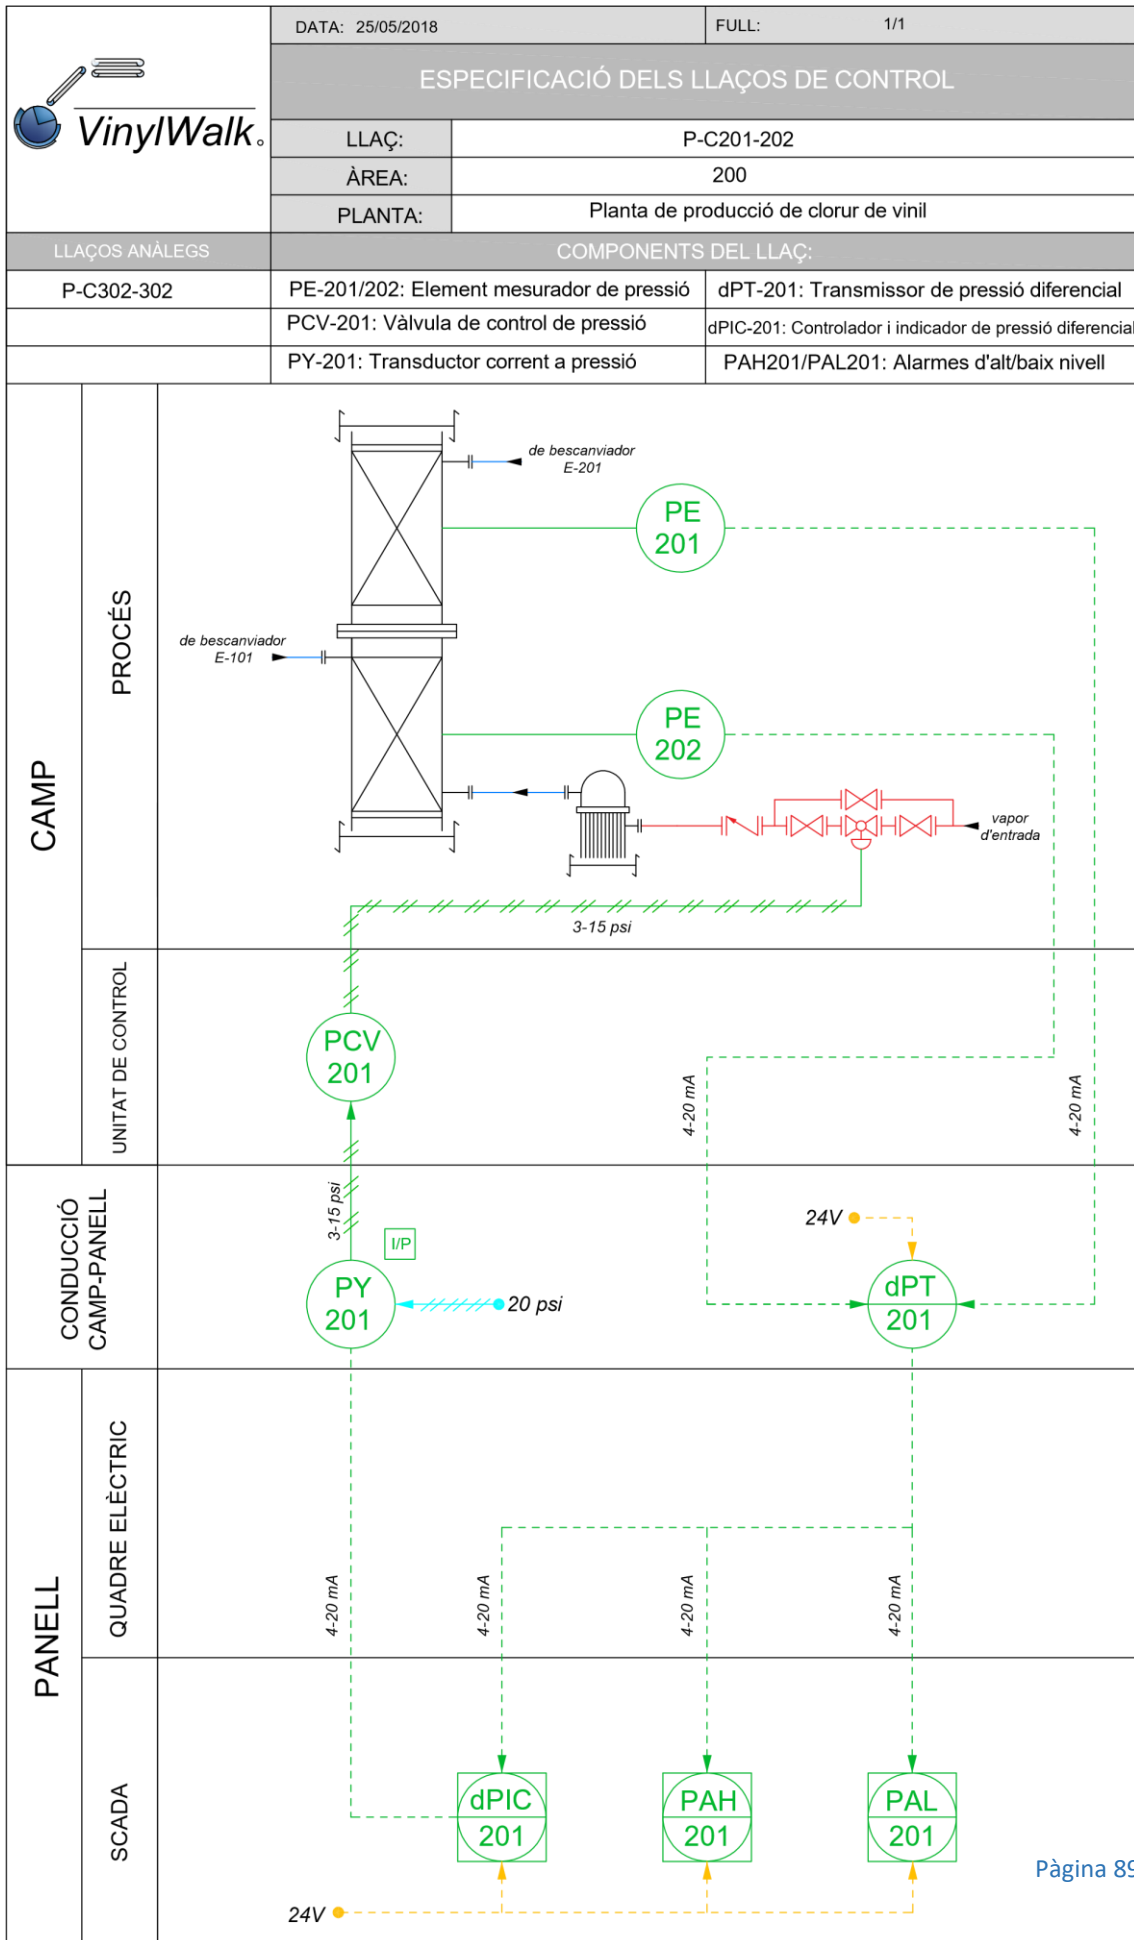 DATA: 25/05/2018
FULL: 1/1
VinylWalk
ESPECIFICACIÓ DELS LLAÇOS DE CONTROL
LLAÇ: P-C201-202
ÀREA: 200
PLANTA: Planta de producció de clorur de vinil
LLAÇOS ANÀLEGS
COMPONENTS DEL LLAÇ:
P-C302-302
PE-201/202: Element mesurador de pressió
dPT-201: Transmissor de pressió diferencial
PCV-201: Vàlvula de control de pressió
dPIC-201: Controlador i indicador de pressió diferencial
PY-201: Transductor corrent a pressió
PAH201/PAL201: Alarmes d'alt/baix nivell
CAMP
PROCÉS
de bescanviador
E-201
PE
201
de bescanviador
E-101
PE
202
vapor
d'entrada
3-15 psi
UNITAT DE CONTROL
PCV
201
4-20 mA
4-20 mA
CONDUCCIÓ
CAMP-PANELL
3-15 psi
I/P
PY
201
20 psi
24V
dPT
201
PANELL
QUADRE ELÈCTRIC
4-20 mA
4-20 mA
4-20 mA
4-20 mA
SCADA
dPIC
201
PAH
201
PAL
201
24V
Pàgina 89